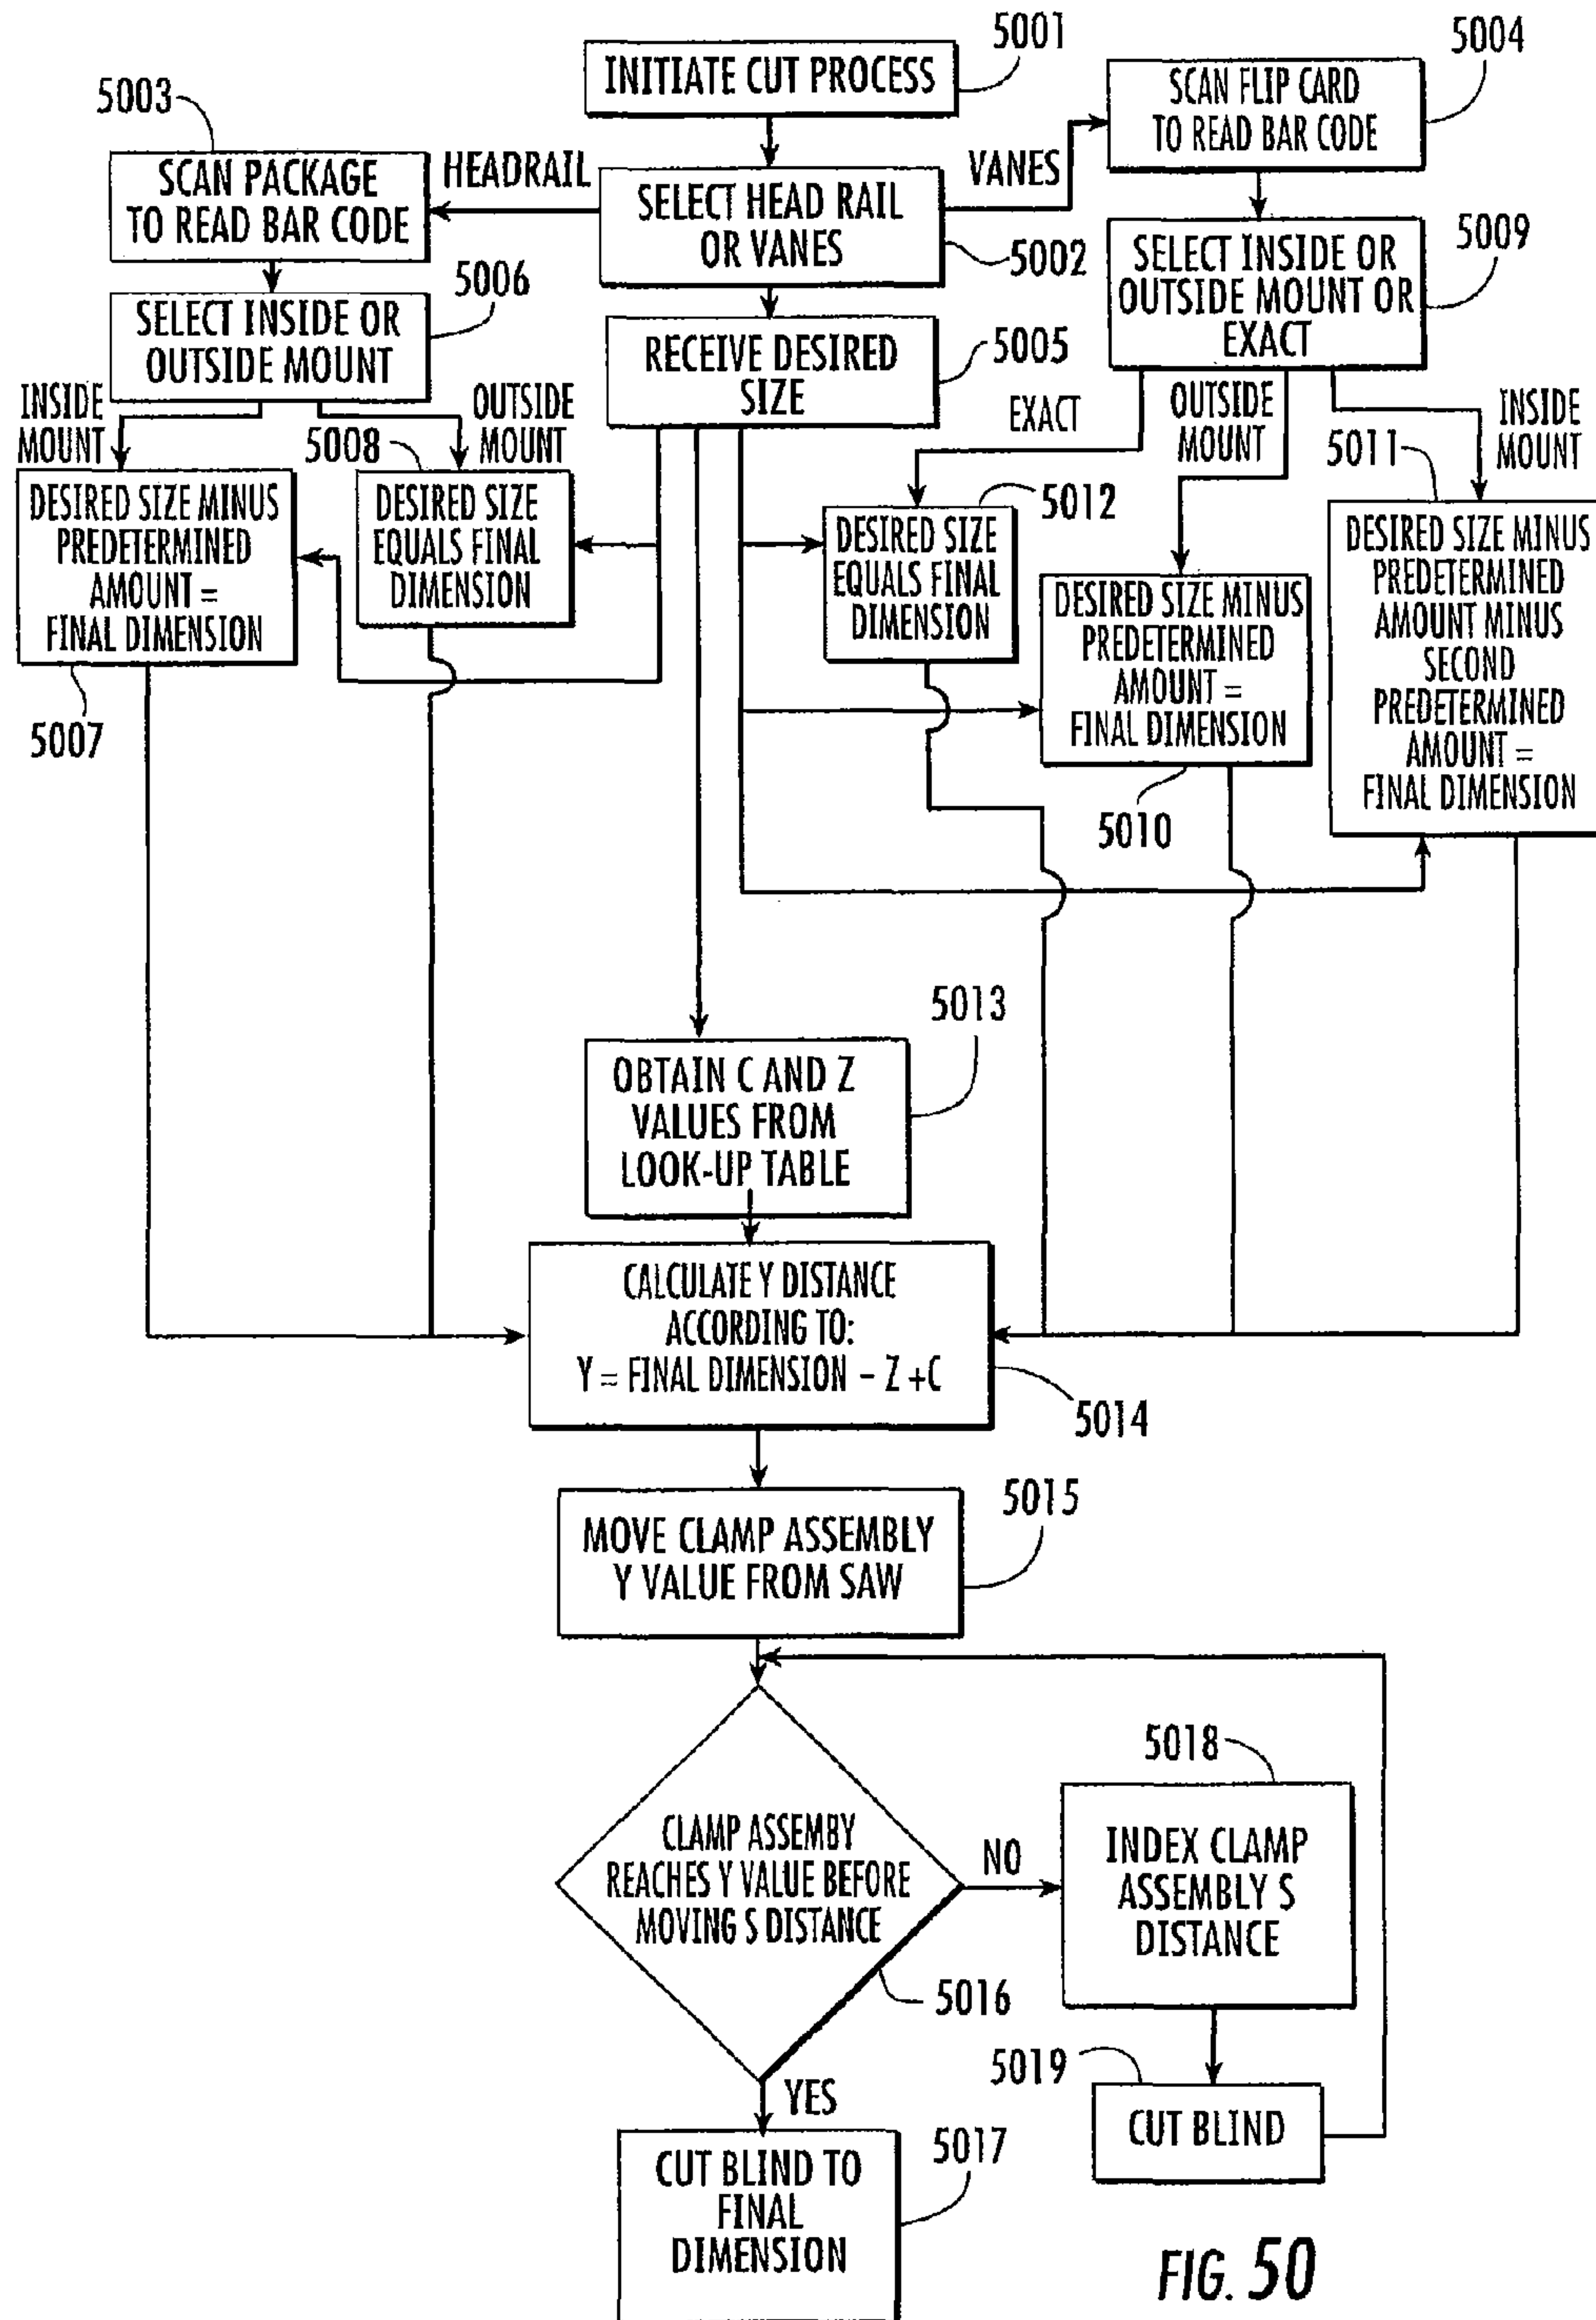 5001
INITIATE CUT PROCESS
5004
SCAN FLIP CARD
TO READ BAR CODE
5003
SCAN PACKAGE
TO READ BAR CODE
HEADRAIL
SELECT HEAD RAIL
OR VANES
VANES
5002
5009
SELECT INSIDE OR
OUTSIDE MOUNT OR
EXACT
5006
SELECT INSIDE OR
OUTSIDE MOUNT
RECEIVE DESIRED
SIZE
5005
INSIDE
MOUNT
OUTSIDE
MOUNT
EXACT
OUTSIDE
MOUNT
INSIDE
MOUNT
5008
5011
DESIRED SIZE MINUS
PREDETERMINED
AMOUNT =
FINAL DIMENSION
5007
DESIRED SIZE
EQUALS FINAL
DIMENSION
5012
DESIRED SIZE
EQUALS FINAL
DIMENSION
DESIRED SIZE MINUS
PREDETERMINED
AMOUNT =
FINAL DIMENSION
5010
DESIRED SIZE MINUS
PREDETERMINED
AMOUNT MINUS
SECOND
PREDETERMINED
AMOUNT =
FINAL DIMENSION
5013
OBTAIN C AND Z
VALUES FROM
LOOK-UP TABLE
CALCULATE Y DISTANCE
ACCORDING TO:
Y = FINAL DIMENSION – Z +C
5014
5015
MOVE CLAMP ASSEMBLY
Y VALUE FROM SAW
CLAMP ASSEMBY
REACHES Y VALUE BEFORE
MOVING S DISTANCE
5016
NO
5018
INDEX CLAMP
ASSEMBLY S
DISTANCE
5019
CUT BLIND
YES
CUT BLIND TO
FINAL
DIMENSION
5017
FIG. 50